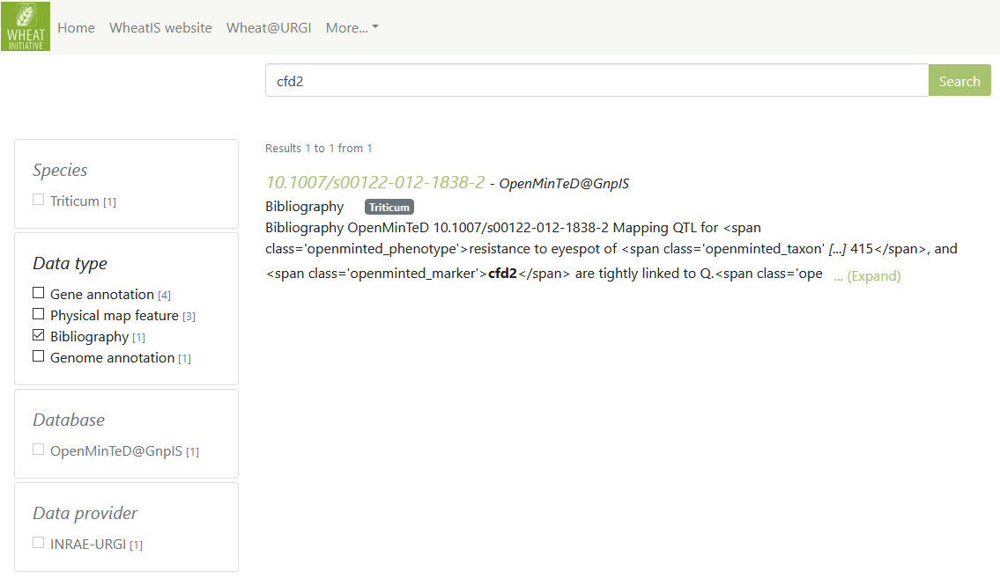 WHEAT
INITIATIVE
Home WheatIS website Wheat@URGI More...
cfd2 Search
Species
Triticum [1]
Data type
Gene annotation [4]
Physical map feature [3]
Bibliography [1]
Genome annotation [1]
Database
OpenMinTeD@GnpIS [1]
Data provider
INRAE-URGI [1]
Results 1 to 1 from 1
10.1007/s00122-012-1838-2 - OpenMinTeD@GnpIS
Bibliography Triticum
Bibliography OpenMinTeD 10.1007/s00122-012-1838-2 Mapping QTL for <span
class='openminted_phenotype'>resistance to eyespot of <span class='openminted_taxon' [...] 415</span>, and
<span class='openminted_marker'>cfd2</span> are tightly linked to Q.<span class='ope ... (Expand)